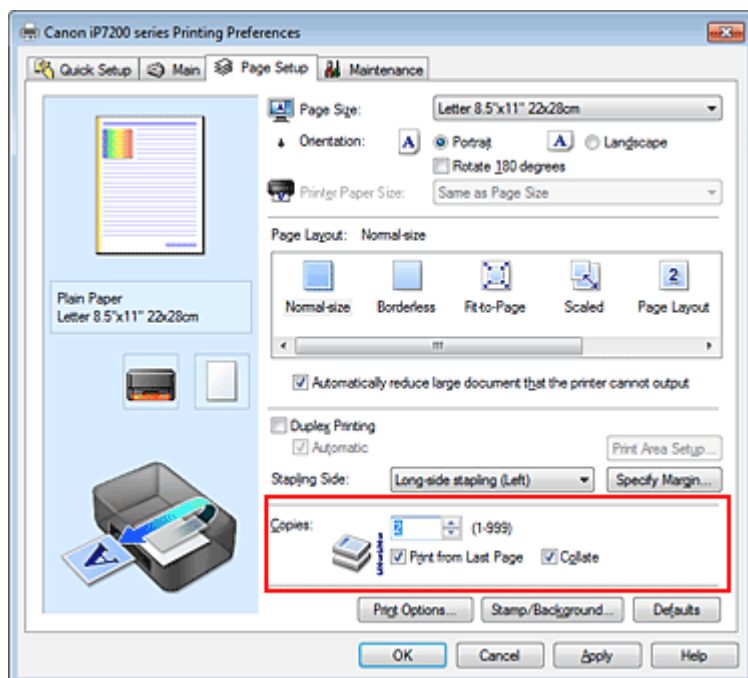 Canon iP7200 series Printing Preferences
Quick Setup Main Page Setup Maintenance
Page Size: Letter 8.5"x11" 22x28cm
Orientation: A Portrait A Landscape
Rotate 180 degrees
Printer Paper Size: Same as Page Size
Page Layout: Normal-size
2
Normal-size Borderless Fit-to-Page Scaled Page Layout
Automatically reduce large document that the printer cannot output
Plain Paper
Letter 8.5"x11" 22x28cm
Duplex Printing
Automatic Print Area Setup...
Stapling Side: Long-side stapling (Left) Specify Margin...
Copies: 2 (1-999)
Print from Last Page Collate
A
Print Options... Stamp/Background... Defaults
OK Cancel Apply Help